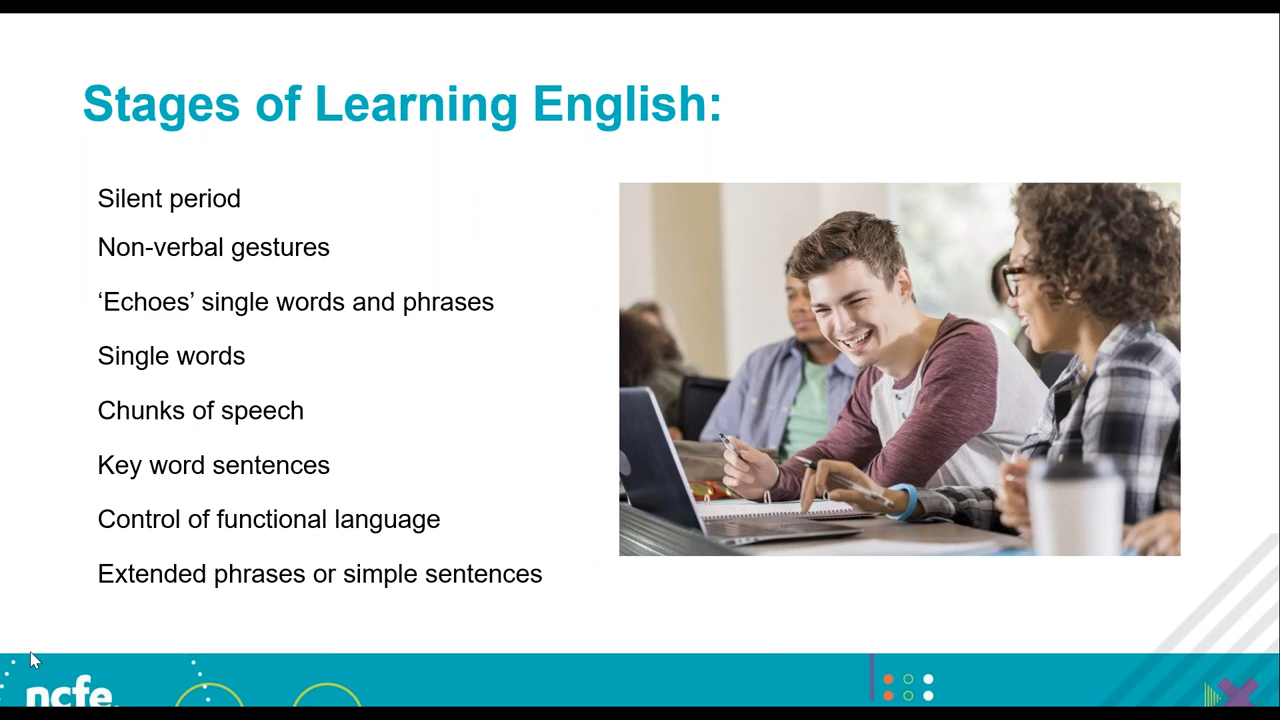 Stages of Learning English:
Silent period
Non-verbal gestures
‘Echoes’ single words and phrases
Single words
Chunks of speech
Key word sentences
Control of functional language
Extended phrases or simple sentences
ncfe.